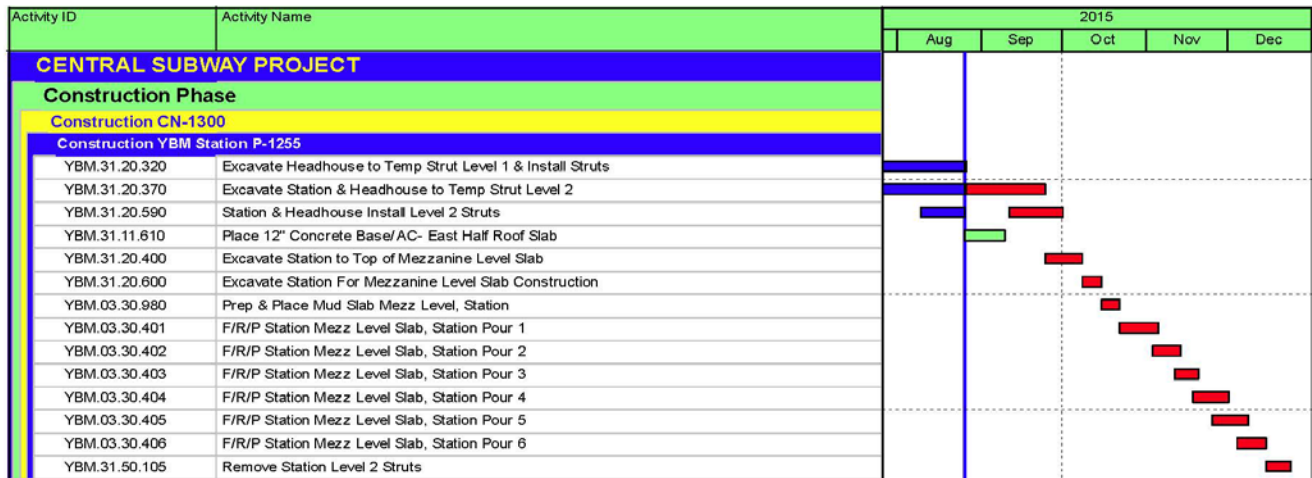 Activity ID Activity Name 2015
Aug Sep Oct Nov Dec
CENTRAL SUBWAY PROJECT
Construction Phase
Construction CN-1300
Construction YBM Station P-1255
YBM.31.20.320 Excavate Headhouse to Temp Strut Level 1 & Install Struts
YBM.31.20.370 Excavate Station & Headhouse to Temp Strut Level 2
YBM.31.20.590 Station & Headhouse Install Level 2 Struts
YBM.31.11.610 Place 12" Concrete Base/AC- East Half Roof Slab
YBM.31.20.400 Excavate Station to Top of Mezzanine Level Slab
YBM.31.20.600 Excavate Station For Mezzanine Level Slab Construction
YBM.03.30.980 Prep & Place Mud Slab Mezz Level, Station
YBM.03.30.401 F/R/P Station Mezz Level Slab, Station Pour 1
YBM.03.30.402 F/R/P Station Mezz Level Slab, Station Pour 2
YBM.03.30.403 F/R/P Station Mezz Level Slab, Station Pour 3
YBM.03.30.404 F/R/P Station Mezz Level Slab, Station Pour 4
YBM.03.30.405 F/R/P Station Mezz Level Slab, Station Pour 5
YBM.03.30.406 F/R/P Station Mezz Level Slab, Station Pour 6
YBM.31.50.105 Remove Station Level 2 Struts